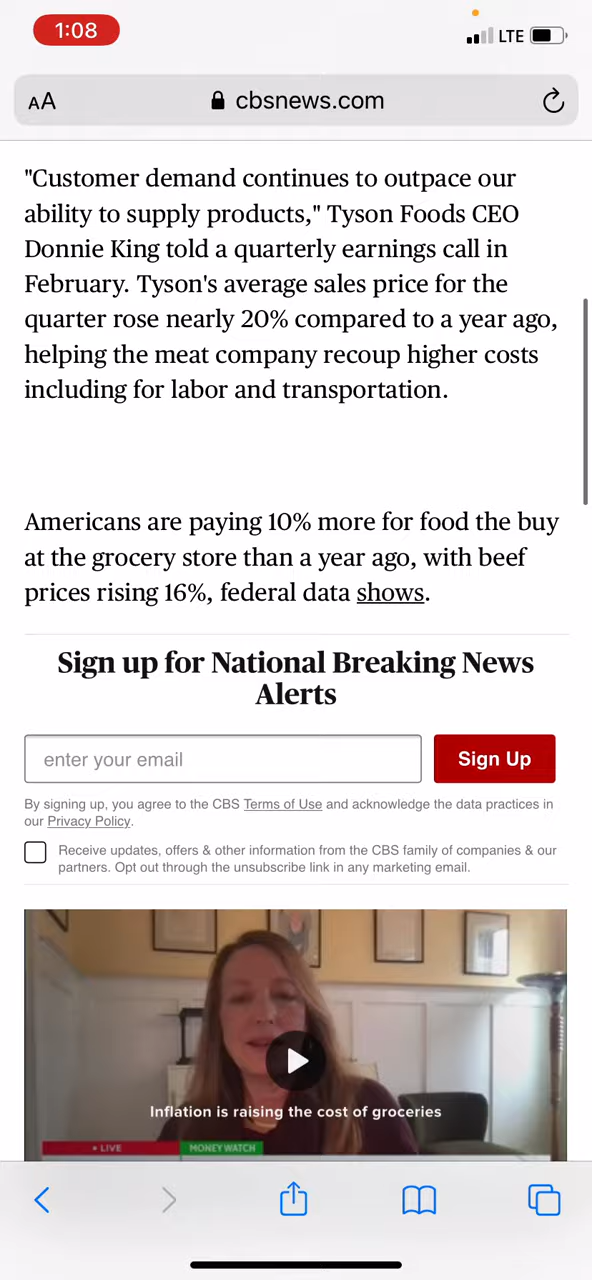 1:08
LTE
AA
cbsnews.com
"Customer demand continues to outpace our
ability to supply products," Tyson Foods CEO
Donnie King told a quarterly earnings call in
February. Tyson's average sales price for the
quarter rose nearly 20% compared to a year ago,
helping the meat company recoup higher costs
including for labor and transportation.
Americans are paying 10% more for food the buy
at the grocery store than a year ago, with beef
prices rising 16%, federal data shows.
Sign up for National Breaking News
Alerts
enter your email
Sign Up
By signing up, you agree to the CBS Terms of Use and acknowledge the data practices in
our Privacy Policy.
Receive updates, offers & other information from the CBS family of companies & our
partners. Opt out through the unsubscribe link in any marketing email.
Inflation is raising the cost of groceries
• LIVE
MONEYWATCH